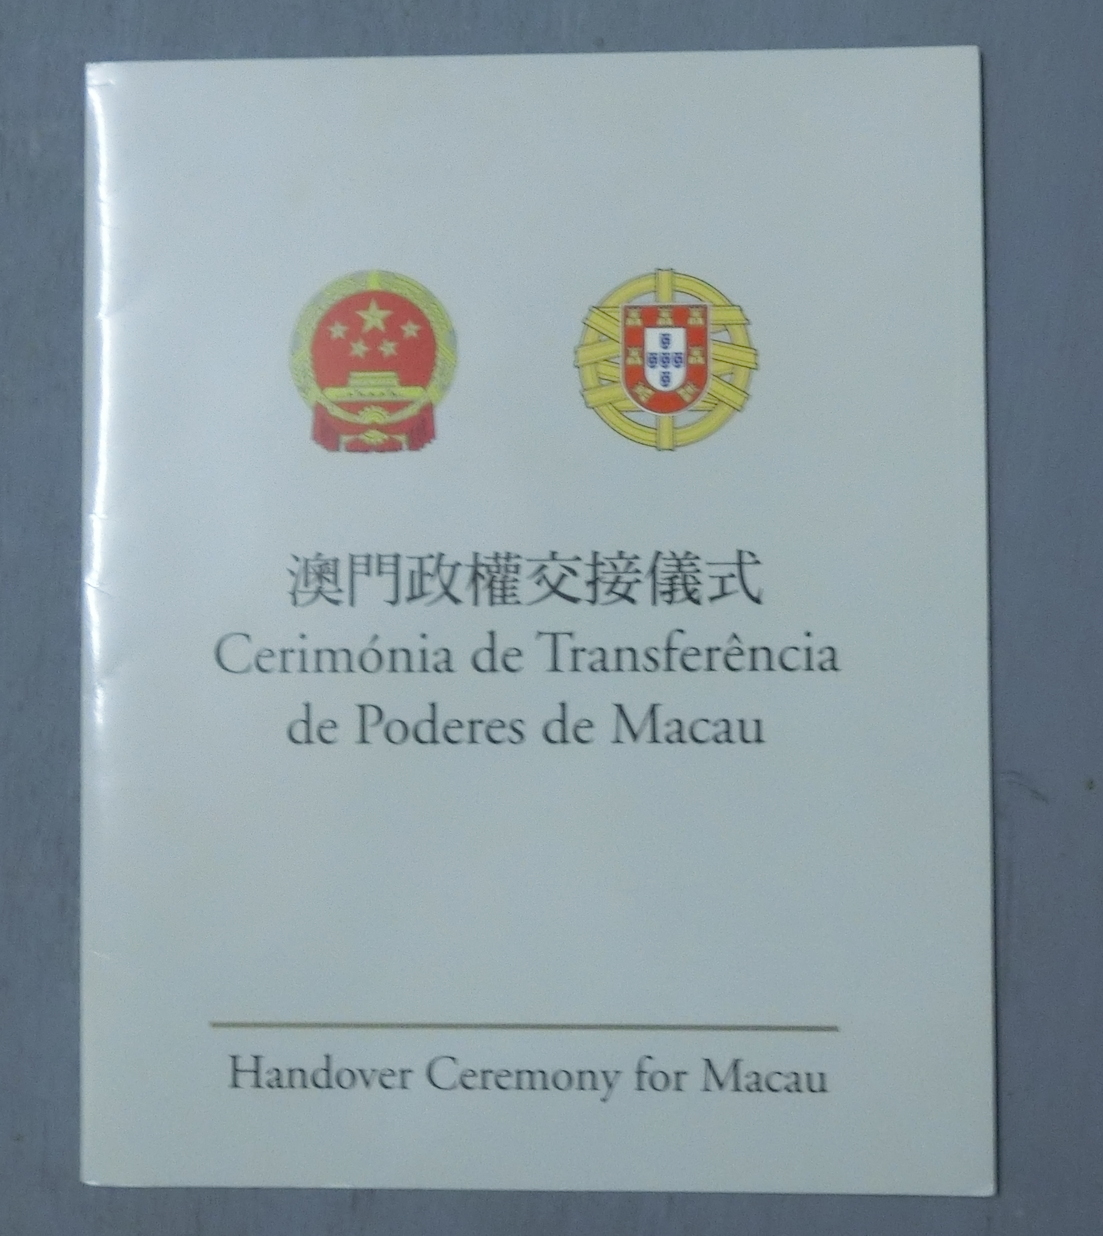 澳門政權交接儀式
Cerimónia de Transferência
de Poderes de Macau
Handover Ceremony for Macau